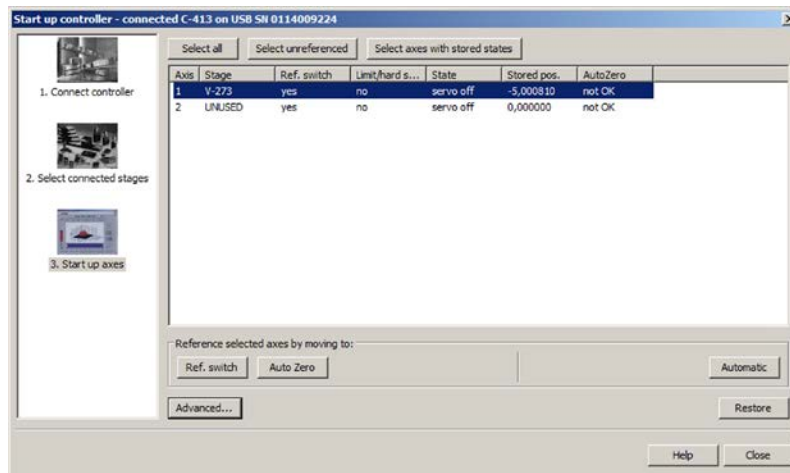 Start up controller - connected C-413 on USB SN 0114009224
1. Connect controller
2. Select connected stages
3. Start up axes
Select all Select unreferenced Select axes with stored states
Axis Stage Ref. switch Limit/hard s... State Stored pos. AutoZero
1 V-273 yes no servo off -5,000810 not OK
2 UNUSED yes no servo off 0,000000 not OK
Reference selected axes by moving to:
Ref. switch Auto Zero Automatic
Advanced... Restore
Help Close